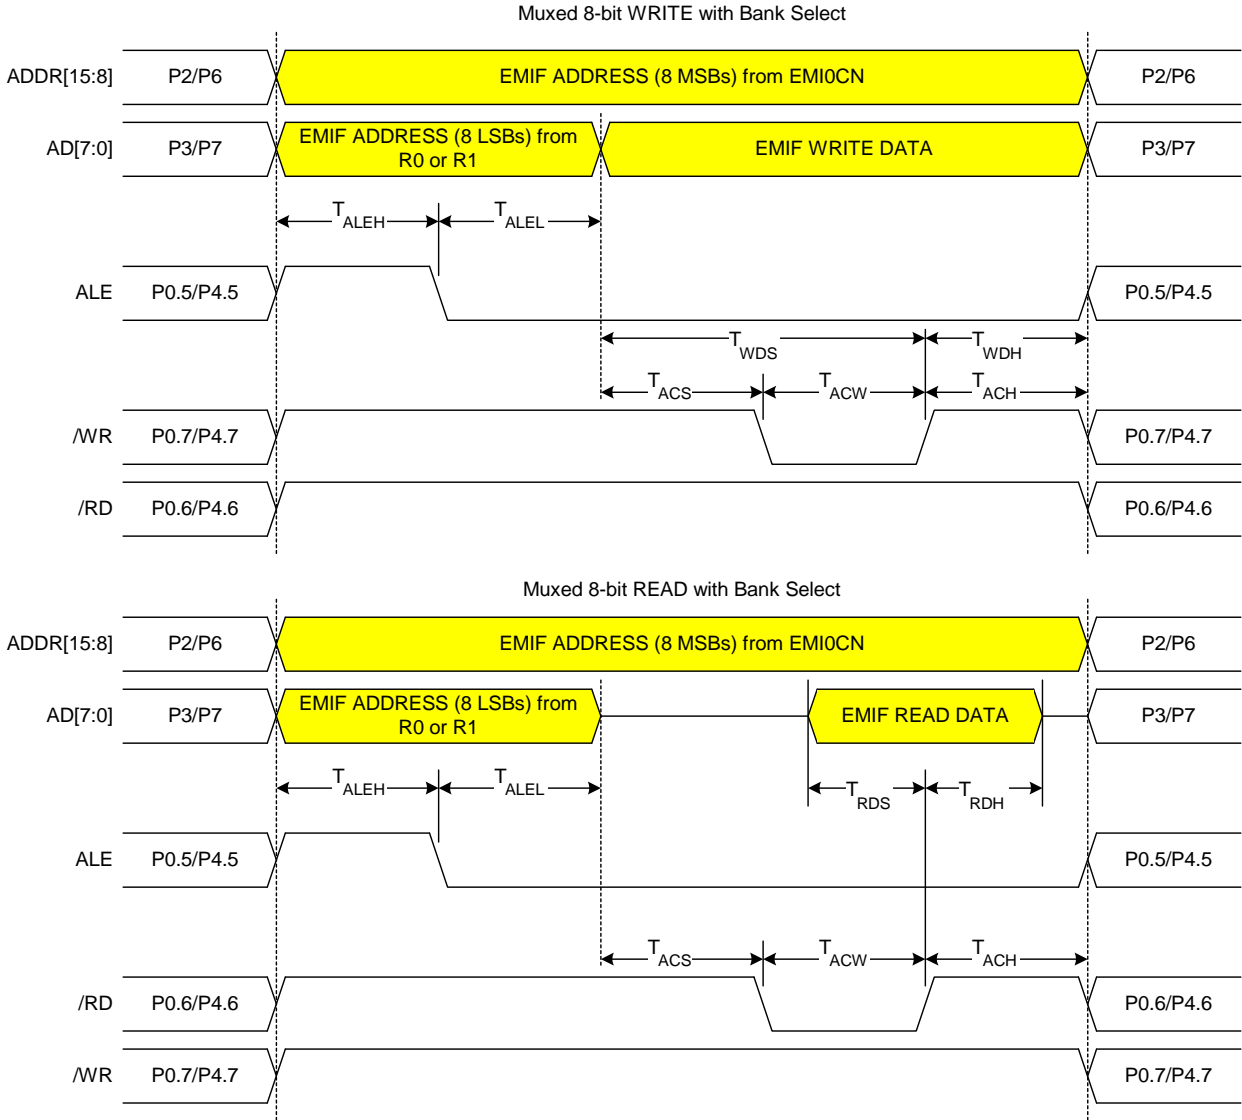 Muxed 8-bit WRITE with Bank Select
ADDR[15:8] P2/P6 EMIF ADDRESS (8 MSBs) from EMI0CN P2/P6
AD[7:0] P3/P7 EMIF ADDRESS (8 LSBs) from R0 or R1 EMIF WRITE DATA P3/P7
TALEH TALEL
ALE P0.5/P4.5 P0.5/P4.5
TWDS TWDH
TACS TACW TACH
/WR P0.7/P4.7 P0.7/P4.7
/RD P0.6/P4.6 P0.6/P4.6
Muxed 8-bit READ with Bank Select
ADDR[15:8] P2/P6 EMIF ADDRESS (8 MSBs) from EMI0CN P2/P6
AD[7:0] P3/P7 EMIF ADDRESS (8 LSBs) from R0 or R1 EMIF READ DATA P3/P7
TALEH TALEL TRDS TRDH
ALE P0.5/P4.5 P0.5/P4.5
TACS TACW TACH
/RD P0.6/P4.6 P0.6/P4.6
/WR P0.7/P4.7 P0.7/P4.7